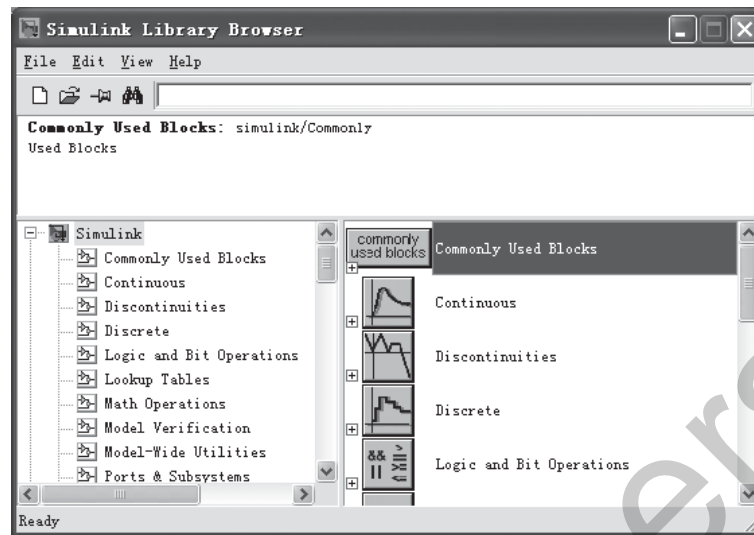 Simulink Library Browser
File Edit View Help
Commonly Used Blocks: simulink/Commonly
Used Blocks
Simulink
Commonly Used Blocks
Continuous
Discontinuities
Discrete
Logic and Bit Operations
Lookup Tables
Math Operations
Model Verification
Model-Wide Utilities
Ports & Subsystems
commonly
used blocks
Commonly Used Blocks
Continuous
Discontinuities
Discrete
&& > 
|| >=
<=
Logic and Bit Operations
Ready